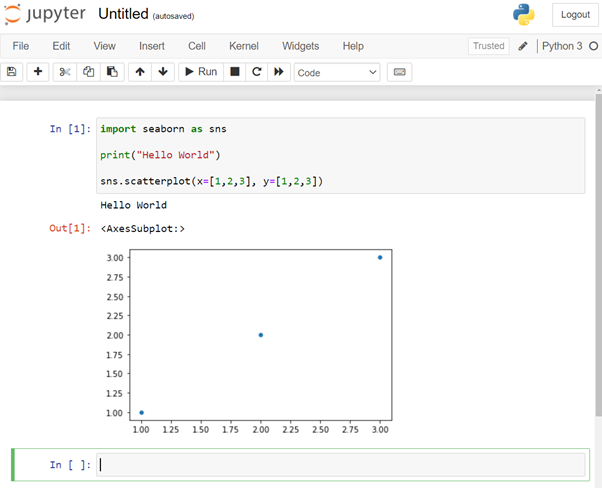 jupyter Untitled (autosaved) Logout
File Edit View Insert Cell Kernel Widgets Help Trusted Python 3
Run Code
In [1]: import seaborn as sns
print("Hello World")
sns.scatterplot(x=[1,2,3], y=[1,2,3])
Hello World
Out[1]: <AxesSubplot:>
3.00
2.75
2.50
2.25
2.00
1.75
1.50
1.25
1.00
1.00 1.25 1.50 1.75 2.00 2.25 2.50 2.75 3.00
In [ ]: